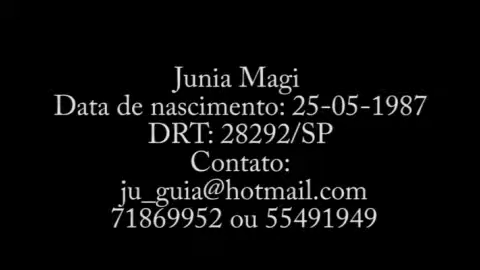 Junia Magi
Data de nascimento: 25-05-1987
DRT: 28292/SP
Contato:
ju_guia@hotmail.com
71869952 ou 55491949